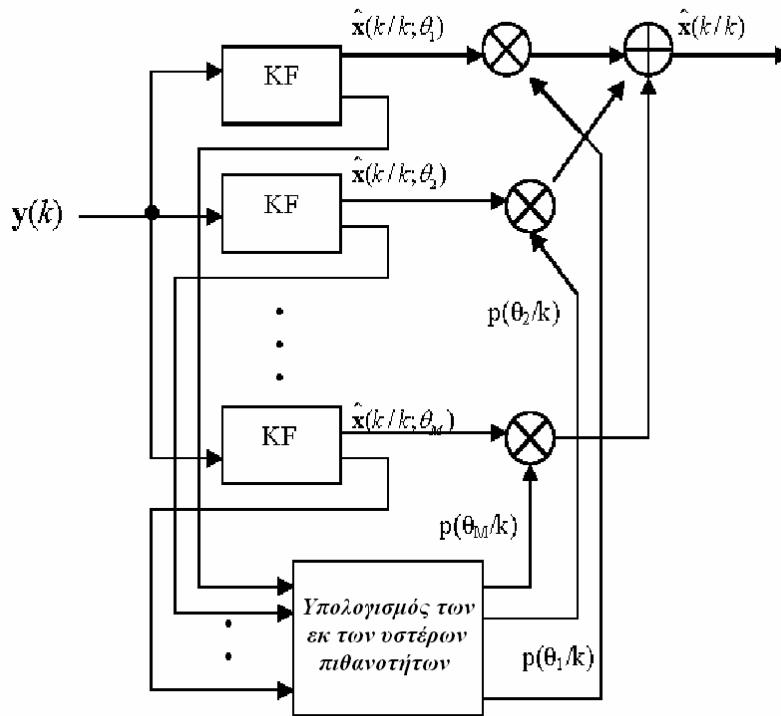 x̂(k/k;θ₁)
x̂(k/k)
KF
x̂(k/k;θ₂)
KF
y(k)
p(θ₂/k)
x̂(k/k;θ_M)
KF
p(θ_M/k)
Υπολογισμός των
εκ των υστέρων
πιθανοτήτων
p(θ₁/k)